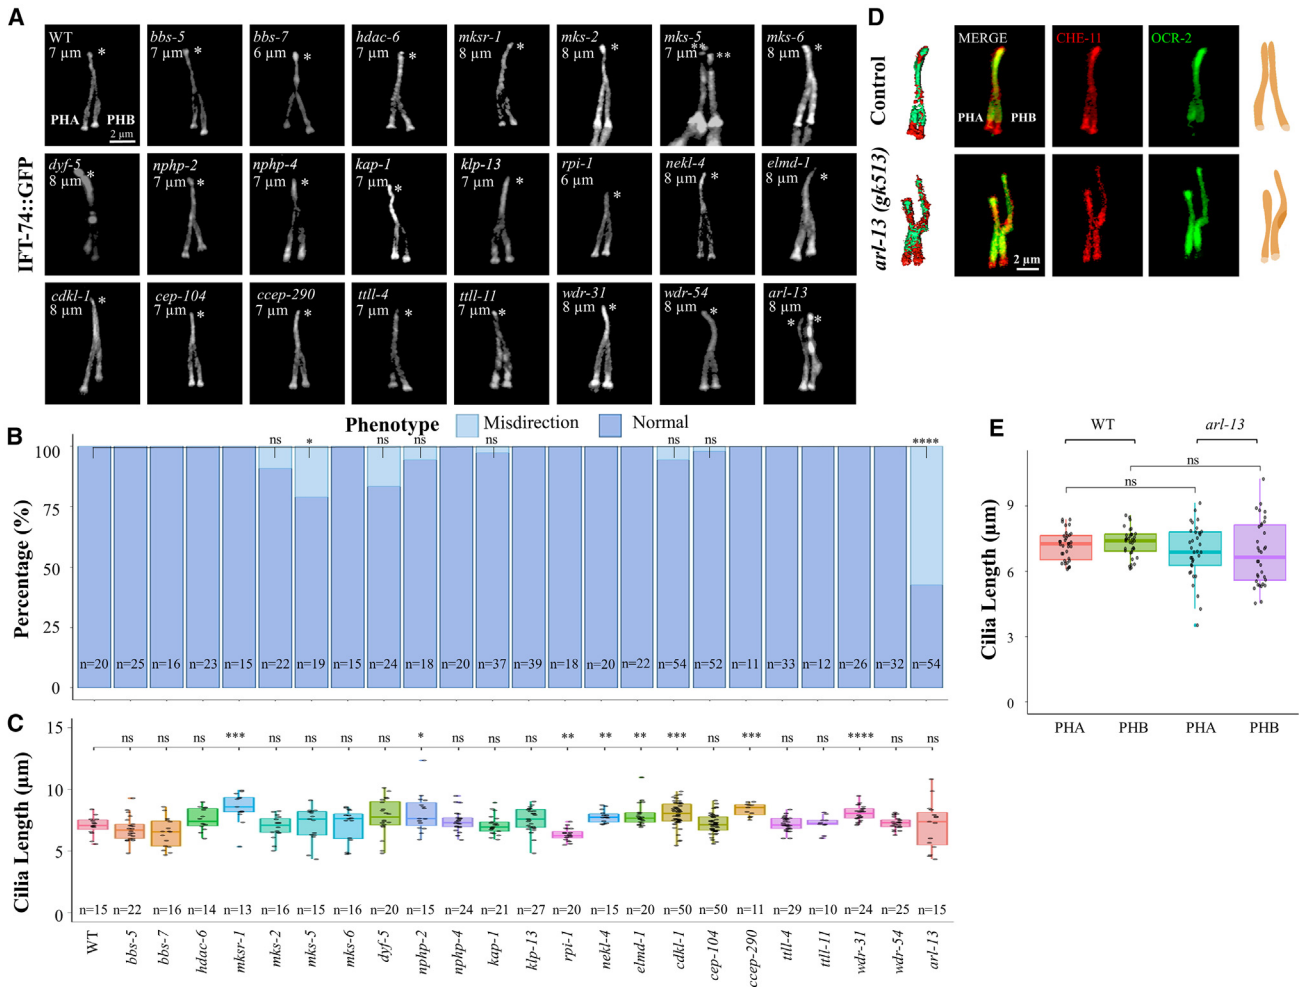 A
IFT-74::GFP
WT
7 µm
*
PHA PHB
2 µm
bbs-5
7 µm
*
bbs-7
6 µm
*
hdac-6
7 µm
*
mksr-1
8 µm
*
mks-2
8 µm
*
mks-5
7 µm
**
**
mks-6
8 µm
*
dyf-5
8 µm
*
nphp-2
7 µm
*
nphp-4
7 µm
*
kap-1
7 µm
*
klp-13
7 µm
*
rpi-1
6 µm
*
nekl-4
8 µm
*
elmd-1
8 µm
*
cdkl-1
8 µm
*
cep-104
7 µm
*
ccep-290
7 µm
*
ttll-4
7 µm
*
ttll-11
7 µm
*
wdr-31
8 µm
*
wdr-54
8 µm
*
arl-13
8 µm
* *
D
Control
MERGE CHE-11 OCR-2
PHA PHB
arl-13 (gk513)
2 µm
B
Phenotype Misdirection Normal
Percentage (%)
ns * ns ns ns ns ns ****
100
75
50
25
0
n=20 n=25 n=16 n=23 n=15 n=22 n=19 n=15 n=24 n=18 n=20 n=37 n=39 n=18 n=20 n=22 n=54 n=52 n=11 n=33 n=12 n=26 n=32 n=54
C
Cilia Length (µm)
15
10
5
0
ns ns ns *** ns ns ns ns * ns ns ns ** ** ** *** ns *** ns ns **** ns ns
n=15 n=22 n=16 n=14 n=13 n=16 n=15 n=16 n=20 n=15 n=24 n=21 n=27 n=20 n=15 n=20 n=50 n=50 n=11 n=29 n=10 n=24 n=25 n=15
WT bbs-5 bbs-7 hdac-6 mksr-1 mks-2 mks-5 mks-6 dyf-5 nphp-2 nphp-4 kap-1 klp-13 rpi-1 nekl-4 elmd-1 cdkl-1 cep-104 ccep-290 ttll-4 ttll-11 wdr-31 wdr-54 arl-13
E
WT arl-13
ns
ns
Cilia Length (µm)
9
6
3
0
PHA PHB PHA PHB